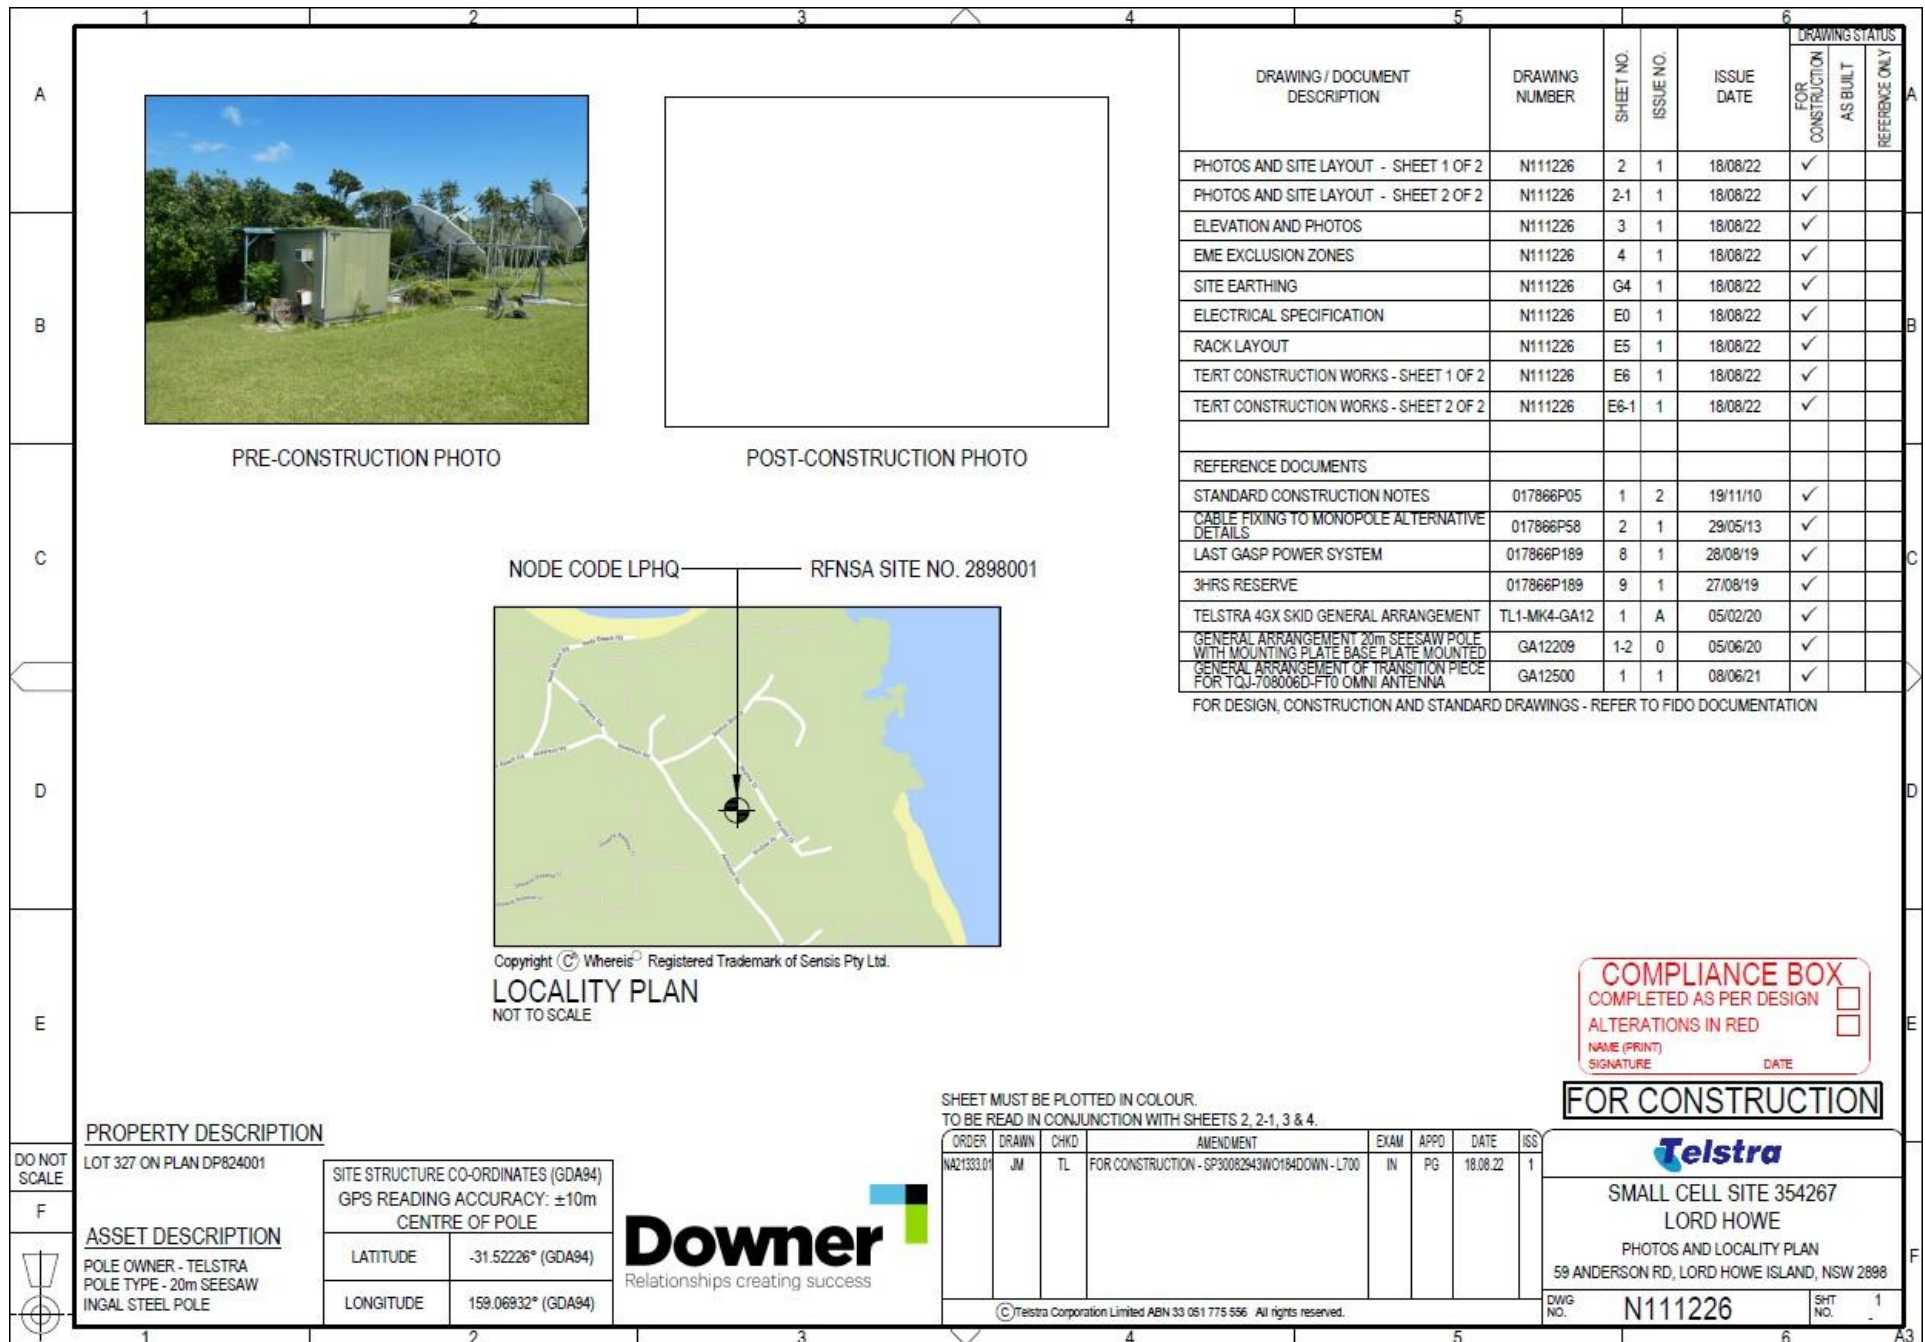 1 2 3 4 5 6
A
B
C
D
E
F
DO NOT
SCALE
PRE-CONSTRUCTION PHOTO
POST-CONSTRUCTION PHOTO
NODE CODE LPHQ
RFNSA SITE NO. 2898001
Copyright C Whereis Registered Trademark of Sensis Pty Ltd.
LOCALITY PLAN
NOT TO SCALE
DRAWING / DOCUMENT DESCRIPTION DRAWING NUMBER SHEET NO. ISSUE NO. ISSUE DATE DRAWING STATUS FOR CONSTRUCTION AS BUILT REFERENCE ONLY
PHOTOS AND SITE LAYOUT - SHEET 1 OF 2 N111226 2 1 18/08/22 ✓
PHOTOS AND SITE LAYOUT - SHEET 2 OF 2 N111226 2-1 1 18/08/22 ✓
ELEVATION AND PHOTOS N111226 3 1 18/08/22 ✓
EME EXCLUSION ZONES N111226 4 1 18/08/22 ✓
SITE EARTHING N111226 G4 1 18/08/22 ✓
ELECTRICAL SPECIFICATION N111226 E0 1 18/08/22 ✓
RACK LAYOUT N111226 E5 1 18/08/22 ✓
TE/RT CONSTRUCTION WORKS - SHEET 1 OF 2 N111226 E6 1 18/08/22 ✓
TE/RT CONSTRUCTION WORKS - SHEET 2 OF 2 N111226 E6-1 1 18/08/22 ✓
REFERENCE DOCUMENTS
STANDARD CONSTRUCTION NOTES 017866P05 1 2 19/11/10 ✓
CABLE FIXING TO MONOPOLE ALTERNATIVE DETAILS 017866P58 2 1 29/05/13 ✓
LAST GASP POWER SYSTEM 017866P189 8 1 28/08/19 ✓
3HRS RESERVE 017866P189 9 1 27/08/19 ✓
TELSTRA 4GX SKID GENERAL ARRANGEMENT TL1-MK4-GA12 1 A 05/02/20 ✓
GENERAL ARRANGEMENT 20m SEESAW POLE WITH MOUNTING PLATE BASE PLATE MOUNTED GA12209 1-2 0 05/06/20 ✓
GENERAL ARRANGEMENT OF TRANSITION PIECE FOR TQJ-708006D-FT0 OMNI ANTENNA GA12500 1 1 08/06/21 ✓
FOR DESIGN, CONSTRUCTION AND STANDARD DRAWINGS - REFER TO FIDO DOCUMENTATION
COMPLIANCE BOX
COMPLETED AS PER DESIGN
ALTERATIONS IN RED
NAME (PRINT)
SIGNATURE DATE
FOR CONSTRUCTION
PROPERTY DESCRIPTION
LOT 327 ON PLAN DP824001
ASSET DESCRIPTION
POLE OWNER - TELSTRA
POLE TYPE - 20m SEESAW
INGAL STEEL POLE
SITE STRUCTURE CO-ORDINATES (GDA94)
GPS READING ACCURACY: ±10m
CENTRE OF POLE
LATITUDE -31.52226° (GDA94)
LONGITUDE 159.06932° (GDA94)
Downer
Relationships creating success
SHEET MUST BE PLOTTED IN COLOUR.
TO BE READ IN CONJUNCTION WITH SHEETS 2, 2-1, 3 & 4.
ORDER DRAWN CHKD AMENDMENT EXAM APPD DATE ISS
NA21333.01 JM TL FOR CONSTRUCTION - SP30082943WO184DOWN - L700 IN PG 18.08.22 1
©Telstra Corporation Limited ABN 33 051 775 556 All rights reserved.
Telstra
SMALL CELL SITE 354267
LORD HOWE
PHOTOS AND LOCALITY PLAN
59 ANDERSON RD, LORD HOWE ISLAND, NSW 2898
DWG NO. N111226 SHT NO. 1 -
1 2 3 4 5 6 A3